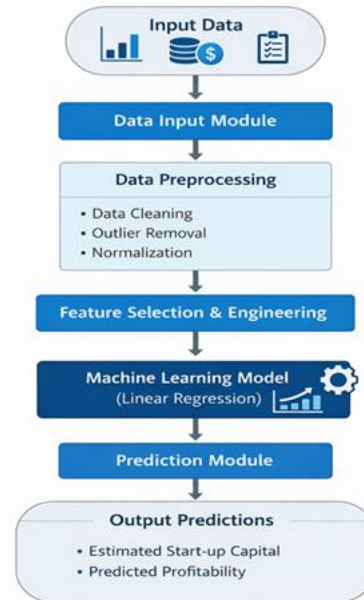 Input Data
$
Data Input Module
Data Preprocessing
• Data Cleaning
• Outlier Removal
• Normalization
Feature Selection & Engineering
Machine Learning Model
(Linear Regression)
Prediction Module
Output Predictions
• Estimated Start-up Capital
• Predicted Profitability